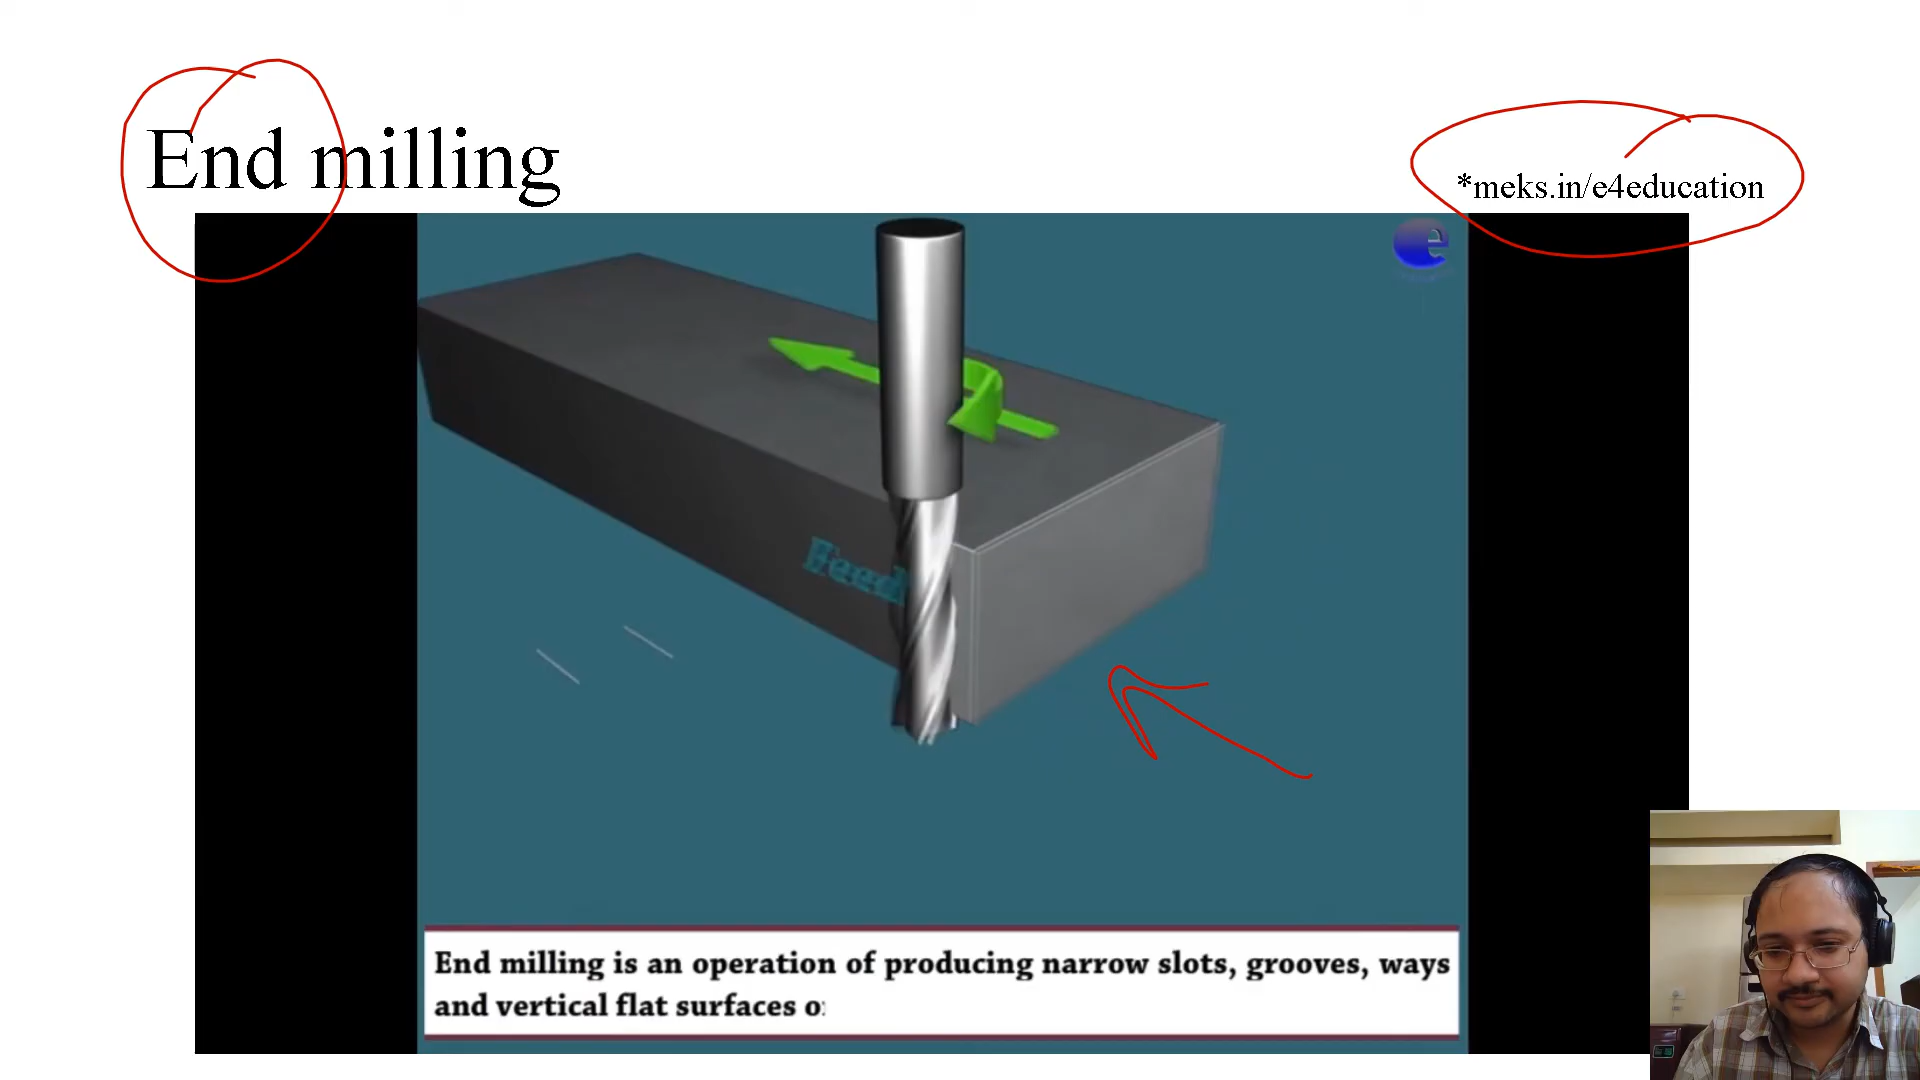 End milling
*meks.in/e4education
e
Feed
End milling is an operation of producing narrow slots, grooves, ways
and vertical flat surfaces o